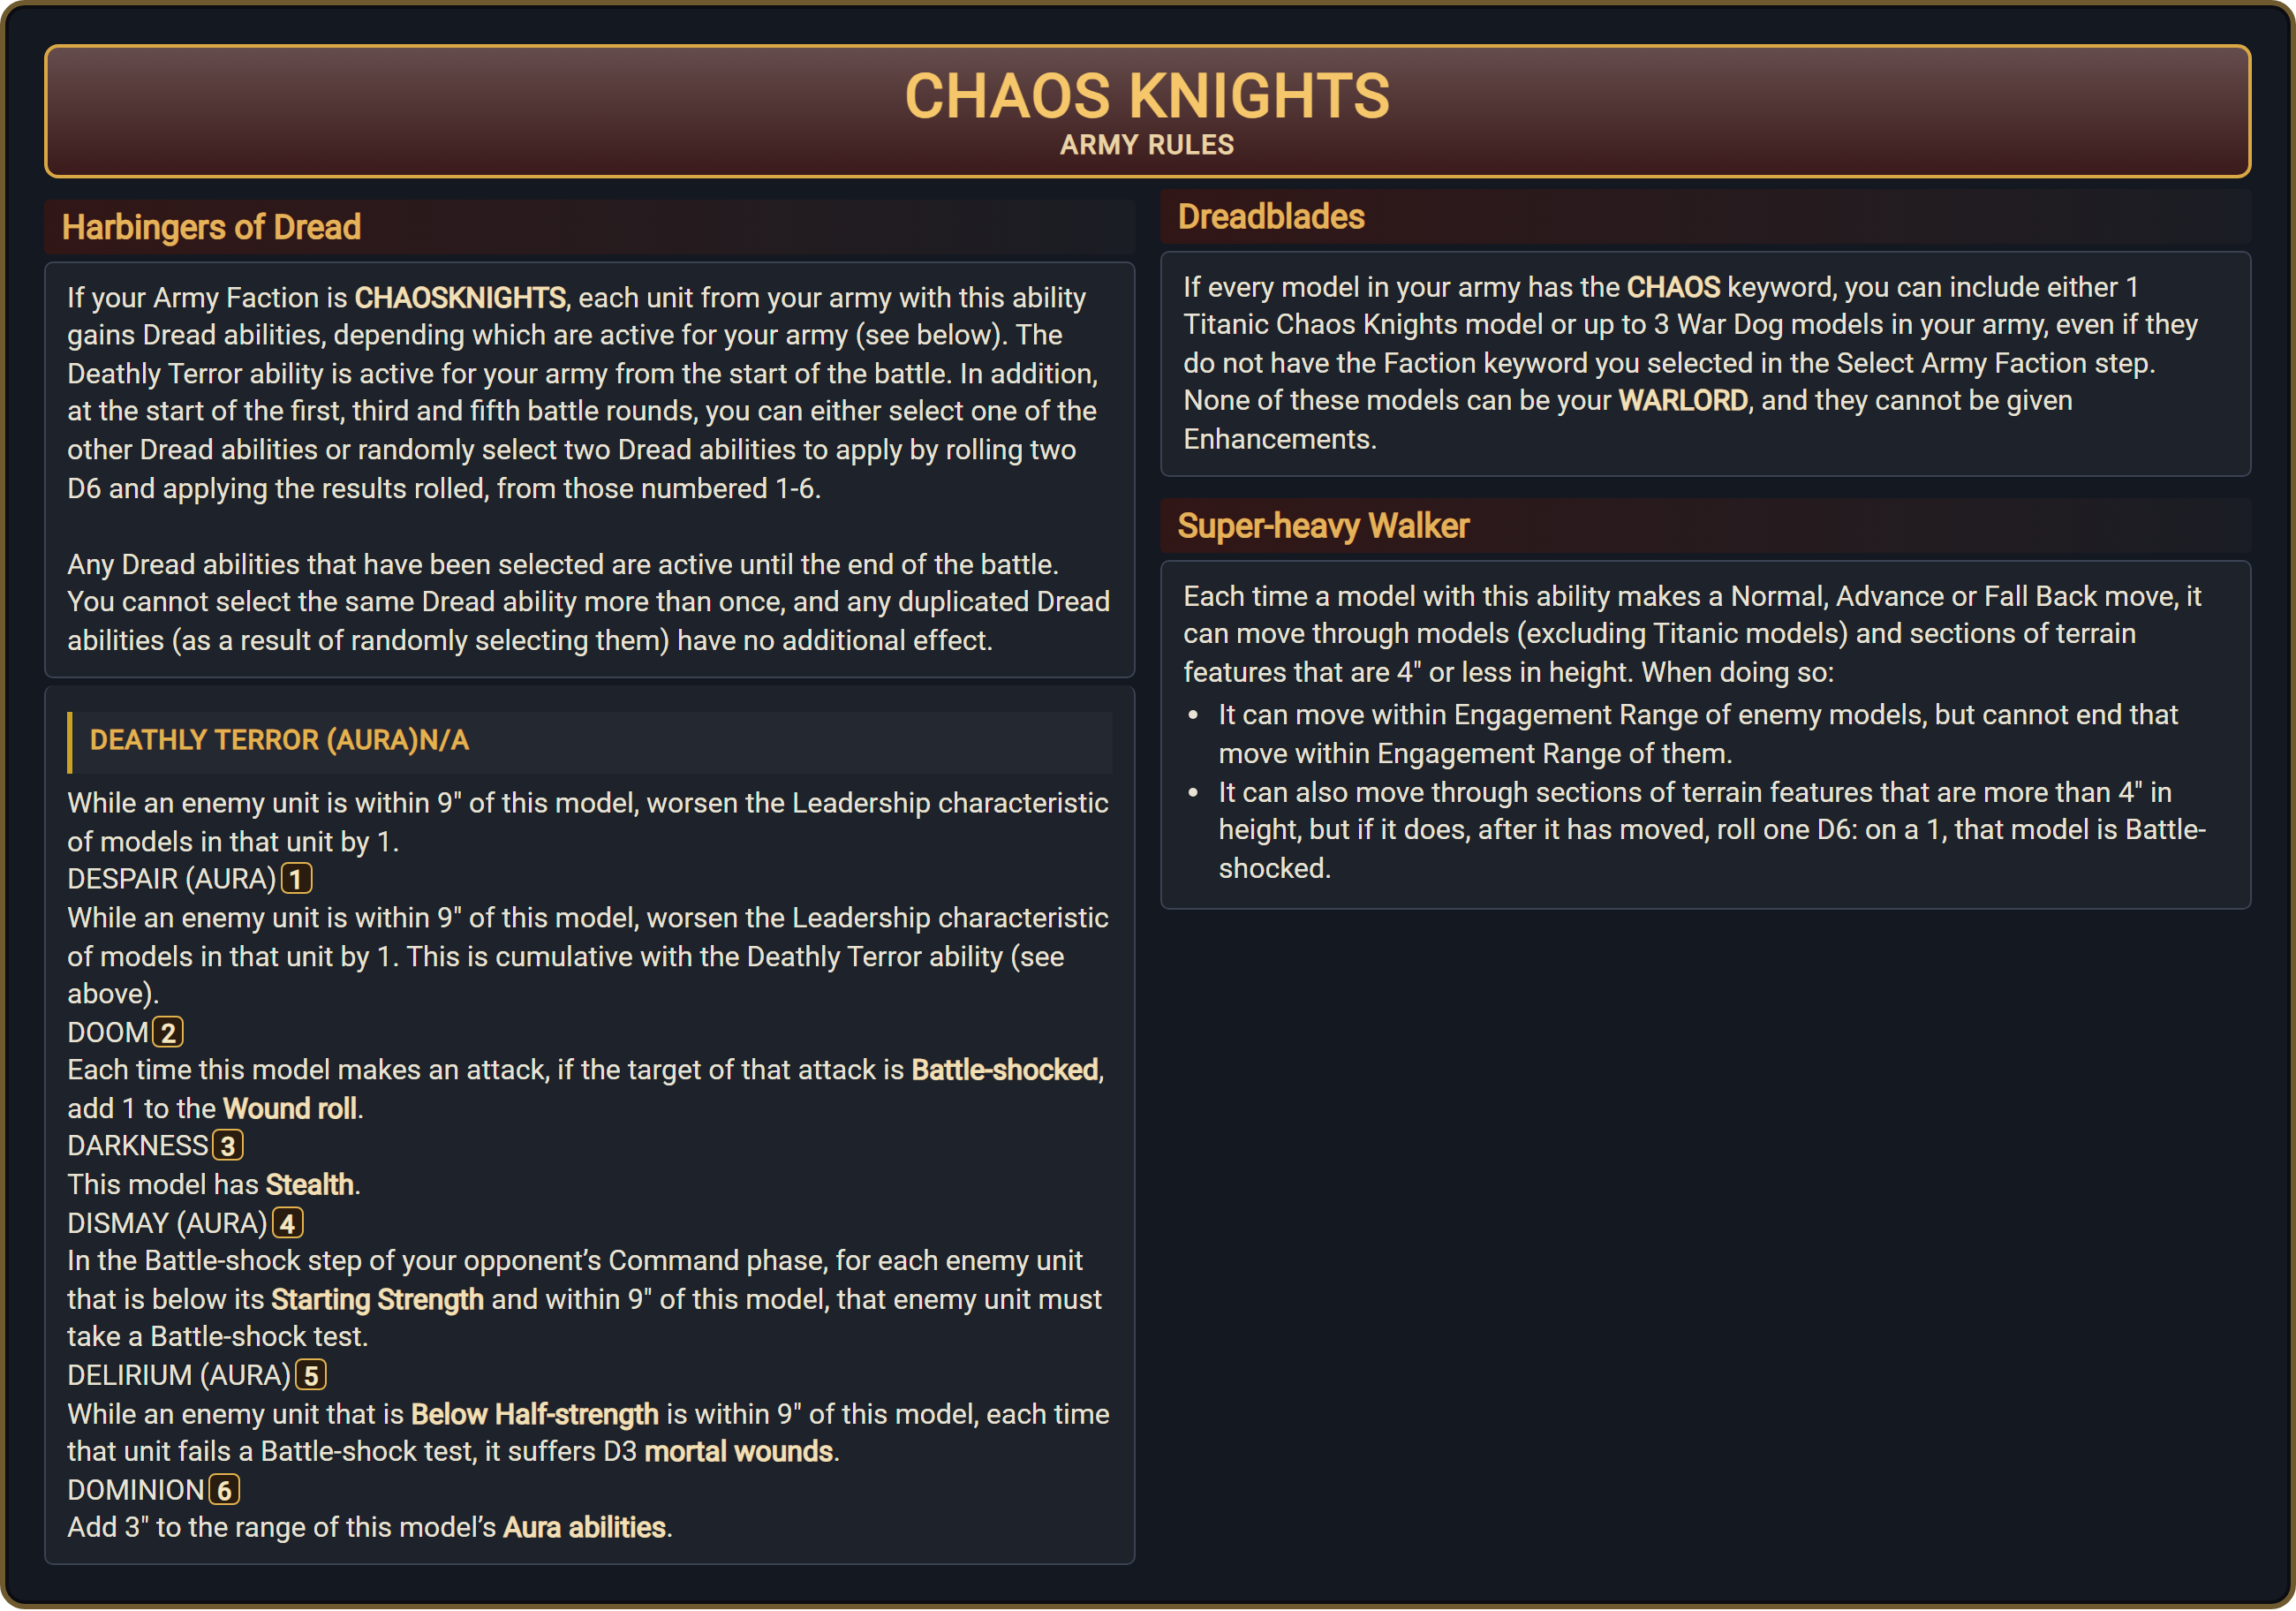 CHAOS KNIGHTS
ARMY RULES
Harbingers of Dread
If your Army Faction is CHAOSKNIGHTS, each unit from your army with this ability
gains Dread abilities, depending which are active for your army (see below). The
Deathly Terror ability is active for your army from the start of the battle. In addition,
at the start of the first, third and fifth battle rounds, you can either select one of the
other Dread abilities or randomly select two Dread abilities to apply by rolling two
D6 and applying the results rolled, from those numbered 1-6.
Any Dread abilities that have been selected are active until the end of the battle.
You cannot select the same Dread ability more than once, and any duplicated Dread
abilities (as a result of randomly selecting them) have no additional effect.
DEATHLY TERROR (AURA)N/A
While an enemy unit is within 9" of this model, worsen the Leadership characteristic
of models in that unit by 1.
DESPAIR (AURA) 1
While an enemy unit is within 9" of this model, worsen the Leadership characteristic
of models in that unit by 1. This is cumulative with the Deathly Terror ability (see
above).
DOOM 2
Each time this model makes an attack, if the target of that attack is Battle-shocked,
add 1 to the Wound roll.
DARKNESS 3
This model has Stealth.
DISMAY (AURA) 4
In the Battle-shock step of your opponent’s Command phase, for each enemy unit
that is below its Starting Strength and within 9" of this model, that enemy unit must
take a Battle-shock test.
DELIRIUM (AURA) 5
While an enemy unit that is Below Half-strength is within 9" of this model, each time
that unit fails a Battle-shock test, it suffers D3 mortal wounds.
DOMINION 6
Add 3" to the range of this model’s Aura abilities.
Dreadblades
If every model in your army has the CHAOS keyword, you can include either 1
Titanic Chaos Knights model or up to 3 War Dog models in your army, even if they
do not have the Faction keyword you selected in the Select Army Faction step.
None of these models can be your WARLORD, and they cannot be given
Enhancements.
Super-heavy Walker
Each time a model with this ability makes a Normal, Advance or Fall Back move, it
can move through models (excluding Titanic models) and sections of terrain
features that are 4" or less in height. When doing so:
• It can move within Engagement Range of enemy models, but cannot end that
move within Engagement Range of them.
• It can also move through sections of terrain features that are more than 4" in
height, but if it does, after it has moved, roll one D6: on a 1, that model is Battle-
shocked.